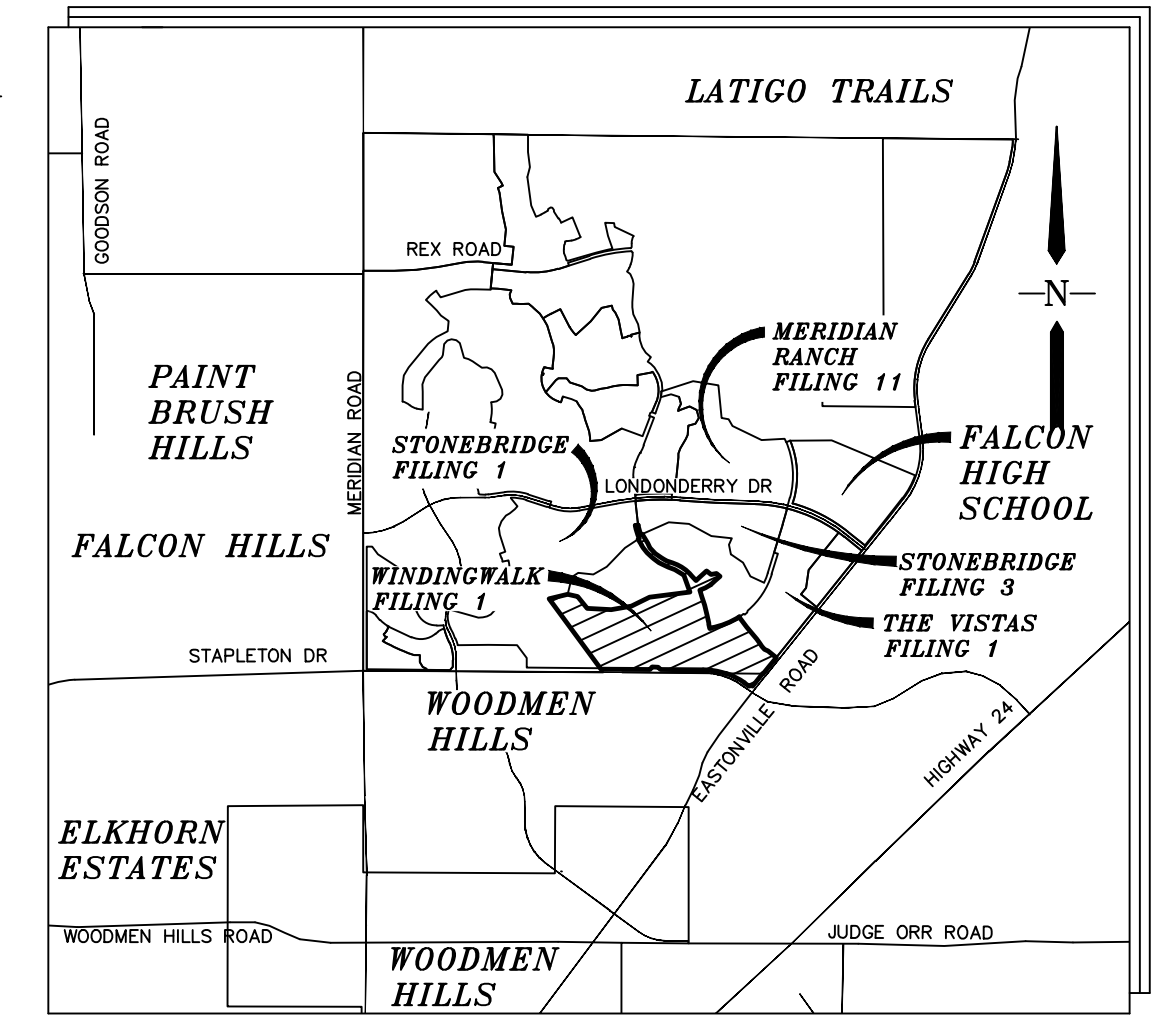 LATIGO TRAILS
GOODSON ROAD
REX ROAD
N
MERIDIAN
RANCH
FILING 11
PAINT
BRUSH
HILLS
MERIDIAN ROAD
STONEBRIDGE
FILING 1
FALCON
HIGH
SCHOOL
LONDONDERRY DR
FALCON HILLS
WINDINGWALK
FILING 1
STONEBRIDGE
FILING 3
THE VISTAS
FILING 1
STAPLETON DR
WOODMEN
HILLS
EASTONVILLE ROAD
HIGHWAY 24
ELKHORN
ESTATES
WOODMEN HILLS ROAD
JUDGE ORR ROAD
WOODMEN
HILLS